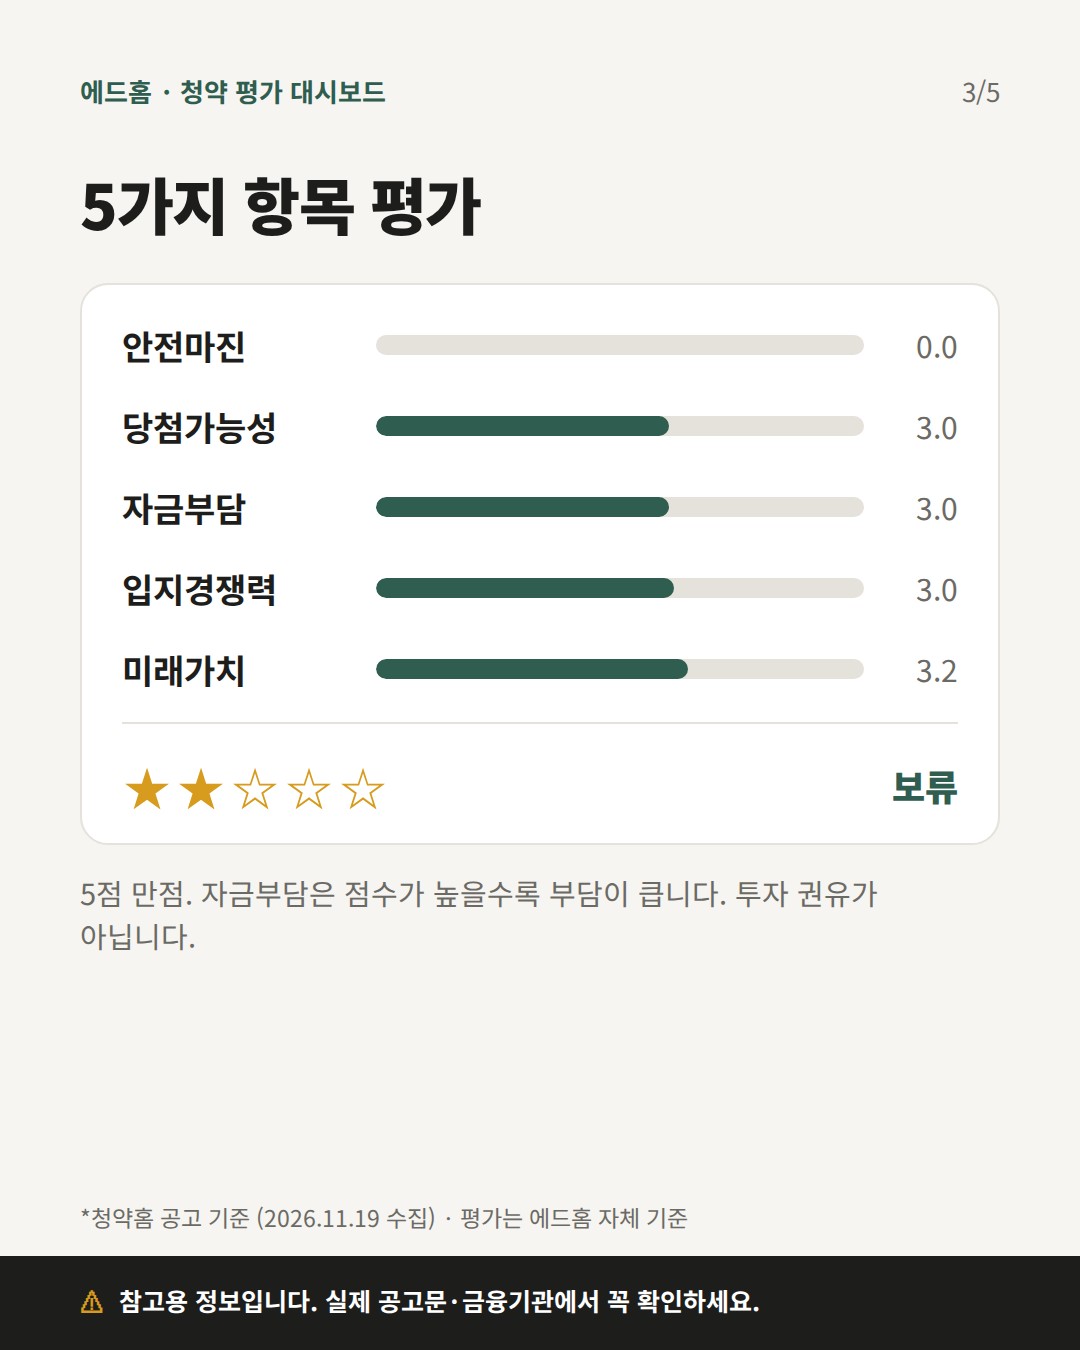 에드홈 · 청약 평가 대시보드
3/5
5가지 항목 평가
안전마진 0.0
당첨가능성 3.0
자금부담 3.0
입지경쟁력 3.0
미래가치 3.2
★★☆☆☆ 보류
5점 만점. 자금부담은 점수가 높을수록 부담이 큽니다. 투자 권유가
아닙니다.
*청약홈 공고 기준 (2026.11.19 수집) · 평가는 에드홈 자체 기준
⚠ 참고용 정보입니다. 실제 공고문·금융기관에서 꼭 확인하세요.